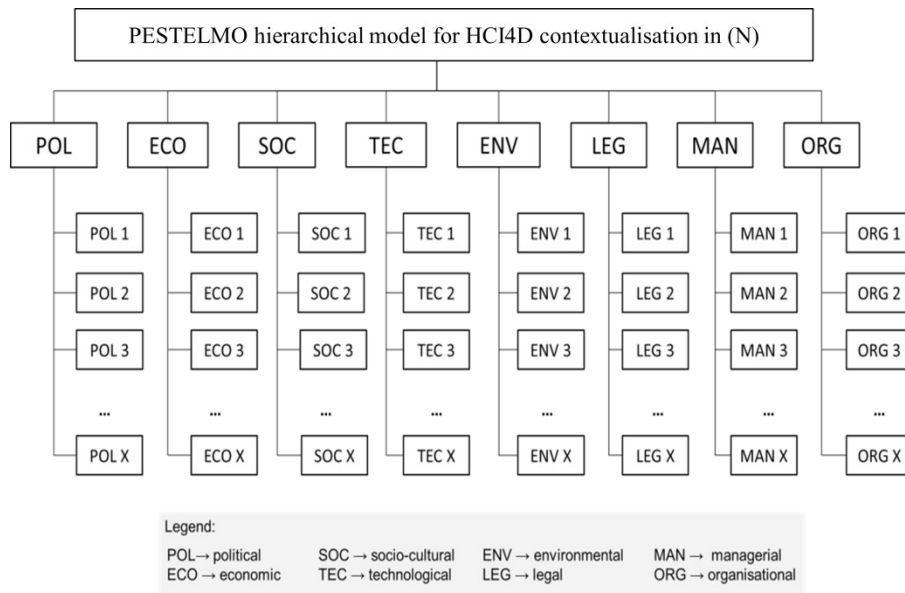 PESTELMO hierarchical model for HCI4D contextualisation in (N)
POL ECO SOC TEC ENV LEG MAN ORG
POL 1 ECO 1 SOC 1 TEC 1 ENV 1 LEG 1 MAN 1 ORG 1
POL 2 ECO 2 SOC 2 TEC 2 ENV 2 LEG 2 MAN 2 ORG 2
POL 3 ECO 3 SOC 3 TEC 3 ENV 3 LEG 3 MAN 3 ORG 3
... ... ... ... ... ... ... ...
POL X ECO X SOC X TEC X ENV X LEG X MAN X ORG X
Legend:
POL→ political SOC → socio-cultural ENV → environmental MAN → managerial
ECO → economic TEC → technological LEG → legal ORG → organisational